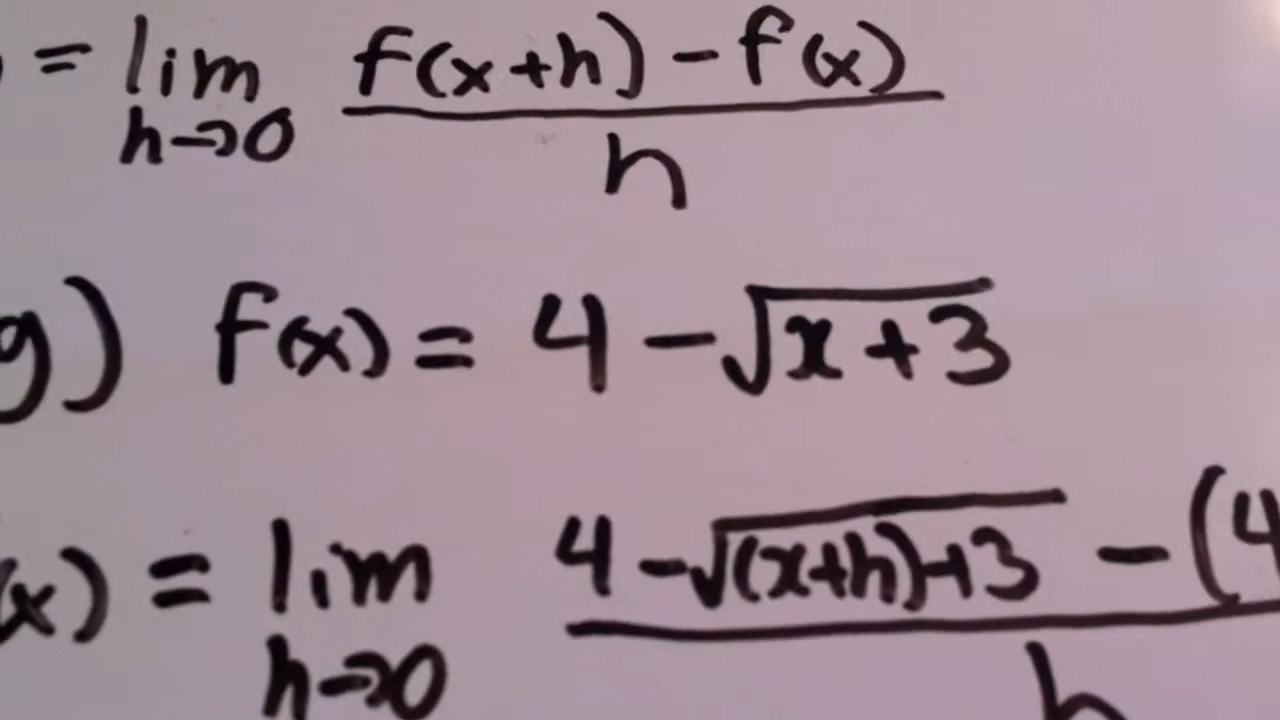 ) = lim h→0 f(x+h) - f(x) / h
g) f(x) = 4 - √x+3
(x) = lim h→0 4 - √(x+h)+3 - (4 / h